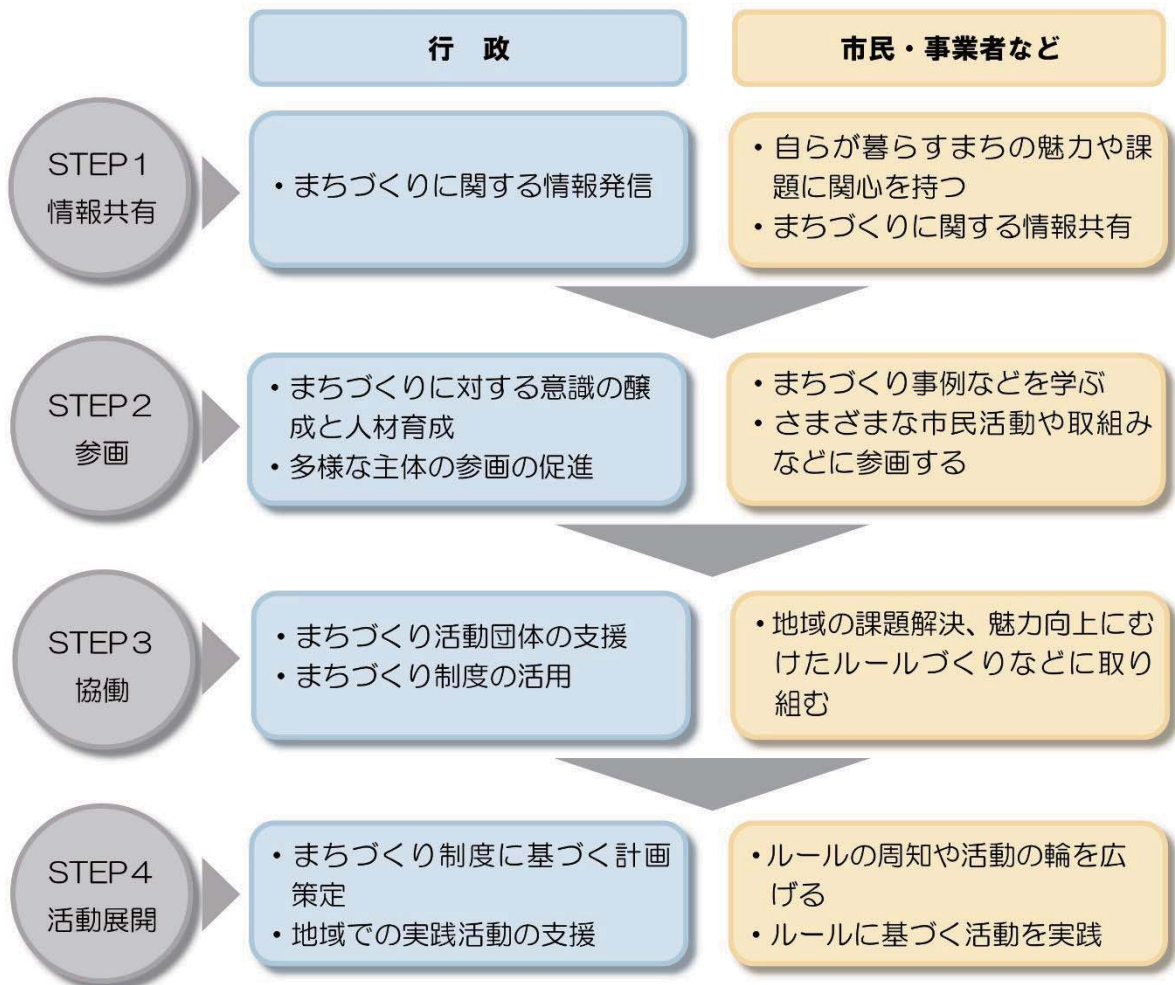 行 政
市民・事業者など
STEP1
情報共有
・まちづくりに関する情報発信
・自らが暮らすまちの魅力や課
題に関心を持つ
・まちづくりに関する情報共有
STEP2
参画
・まちづくりに対する意識の醸
成と人材育成
・多様な主体の参画の促進
・まちづくり事例などを学ぶ
・さまざまな市民活動や取組み
などに参画する
STEP3
協働
・まちづくり活動団体の支援
・まちづくり制度の活用
・地域の課題解決、魅力向上にむ
けたルールづくりなどに取り
組む
STEP4
活動展開
・まちづくり制度に基づく計画
策定
・地域での実践活動の支援
・ルールの周知や活動の輪を広
げる
・ルールに基づく活動を実践